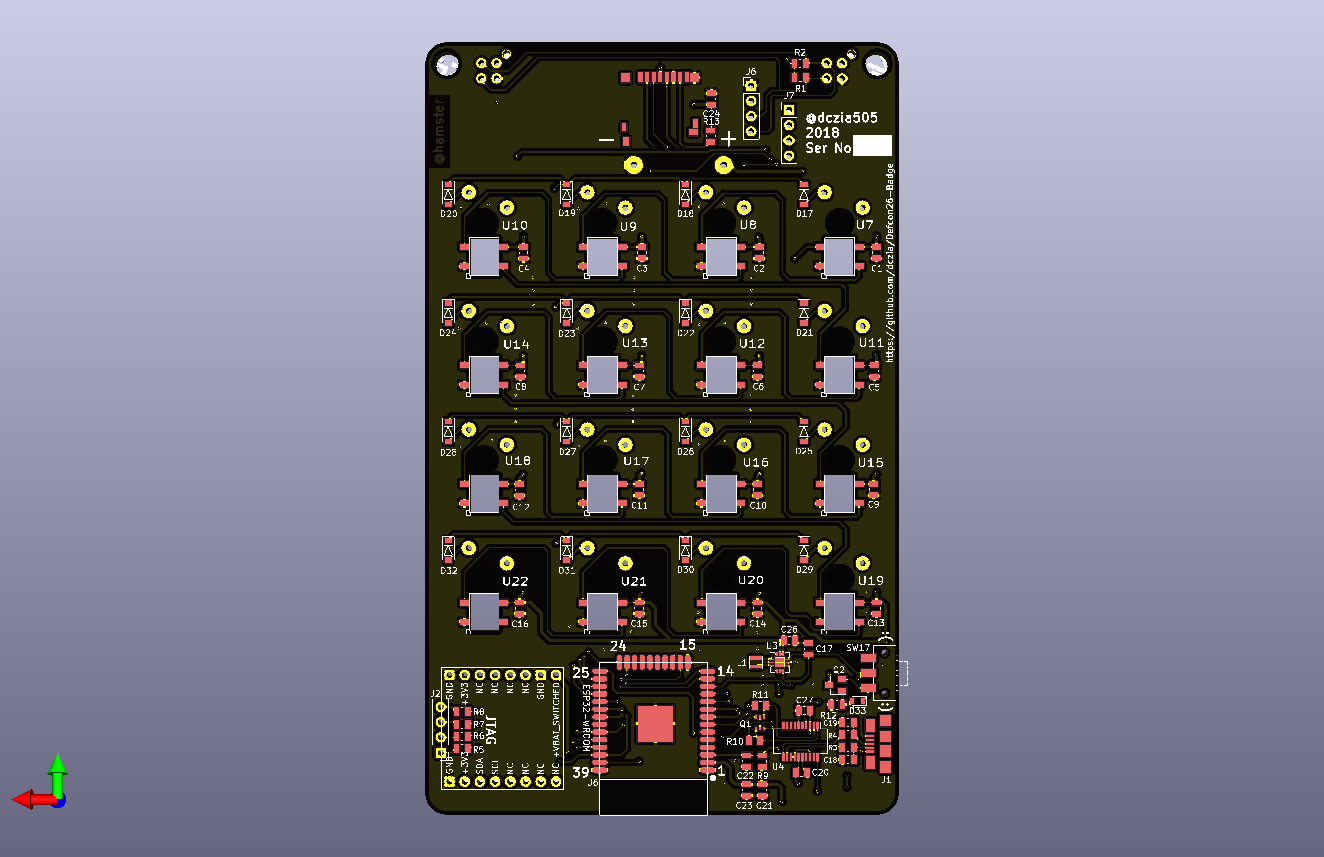 R2
J6
R1
J7
@hamster
C24
R13
@dczia505
2018
Ser No
− +
D20 D19 D18 D17
U10 U9 U8 U7
C4 C3 C2 C1
https://github.com/dczia/Defcon26-Badge
D24 D23 D22 D21
U14 U13 U12 U11
C8 C7 C6 C5
D28 D27 D26 D25
U18 U17 U16 U15
C12 C11 C10 C9
D32 D31 D30 D29
U22 U21 U20 U19
C16 C15 C14 C13
C26
24 15
L3 C17 SW17
25 14
GND +3V3 NC NC NC NC GND +VBAT_SWITCHED
J2
R8
R7
R6
R5
JTAG
ESP32-WROOM
R11
Q1
R10
C27
R12
D33
C19
R4
R3
C18
GND +3V3 SDA SCL NC NC NC NC
39 1
J6
C22 R9 U4 C20 J1
C23 C21